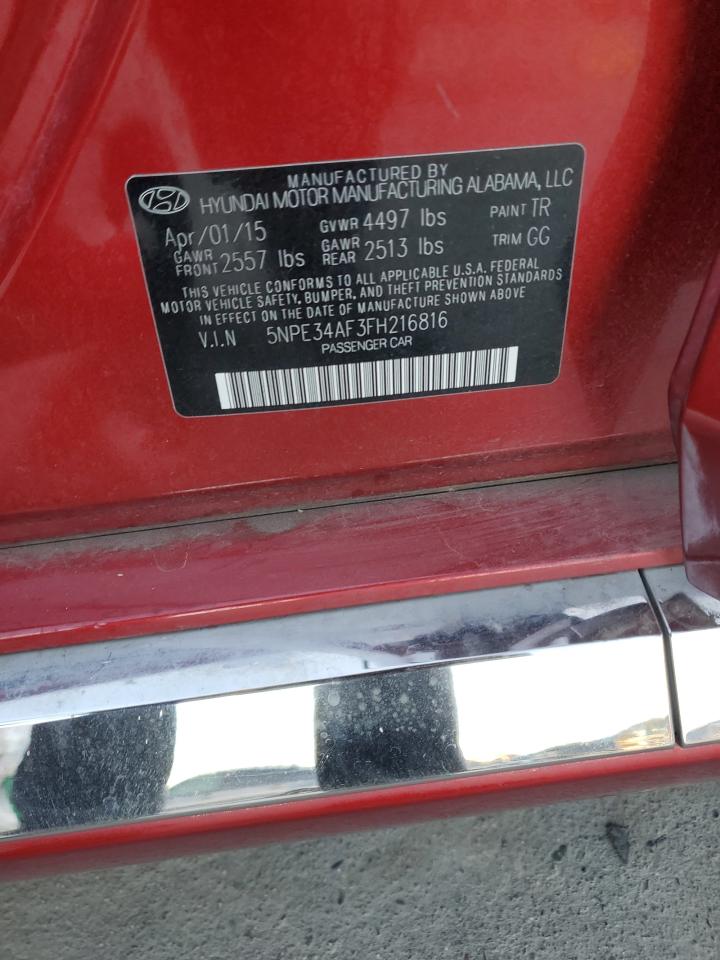 MANUFACTURED BY
HYUNDAI MOTOR MANUFACTURING ALABAMA, LLC
Apr/01/15 GVWR 4497 lbs PAINT TR
GAWR FRONT 2557 lbs GAWR REAR 2513 lbs TRIM GG
THIS VEHICLE CONFORMS TO ALL APPLICABLE U.S.A. FEDERAL
MOTOR VEHICLE SAFETY, BUMPER, AND THEFT PREVENTION STANDARDS
IN EFFECT ON THE DATE OF MANUFACTURE SHOWN ABOVE
V.I.N 5NPE34AF3FH216816
PASSENGER CAR